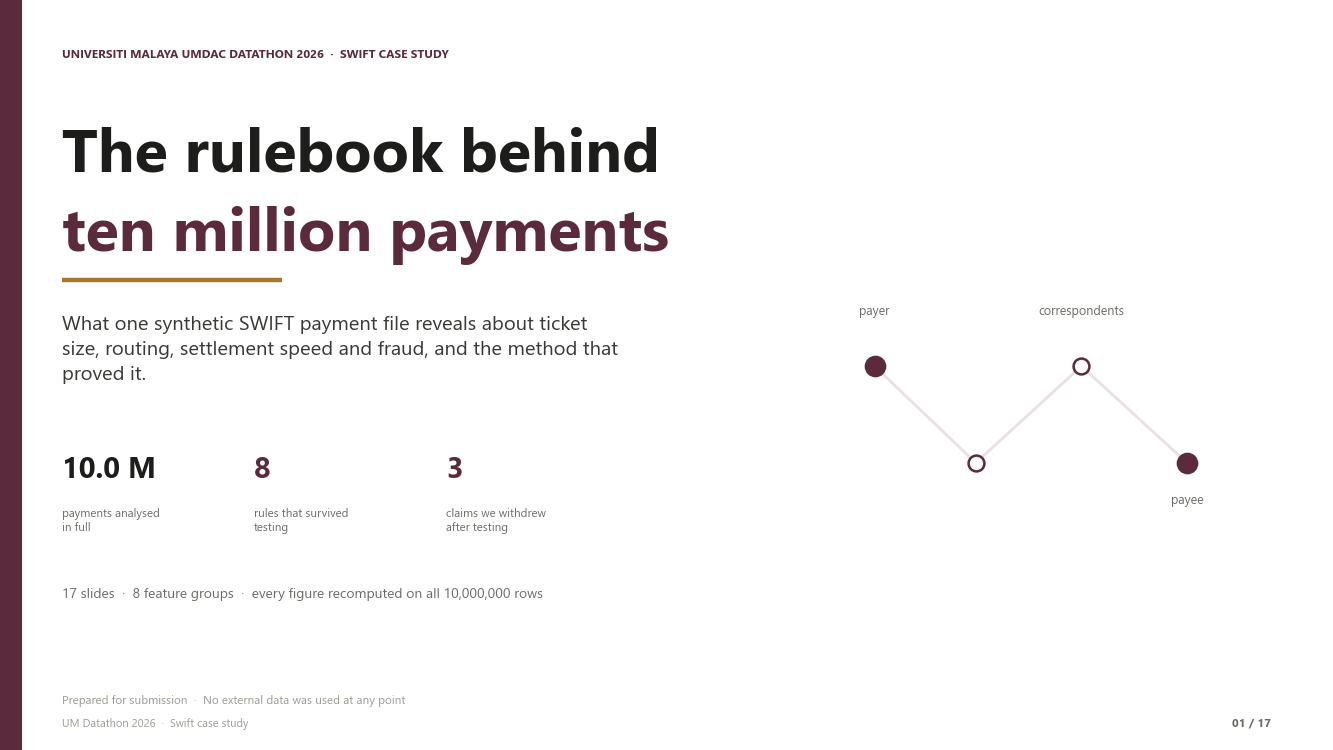 UNIVERSITI MALAYA UMDAC DATATHON 2026 · SWIFT CASE STUDY
The rulebook behind
ten million payments
What one synthetic SWIFT payment file reveals about ticket
size, routing, settlement speed and fraud, and the method that
proved it.
payer
correspondents
payee
10.0 M
payments analysed
in full
8
rules that survived
testing
3
claims we withdrew
after testing
17 slides · 8 feature groups · every figure recomputed on all 10,000,000 rows
Prepared for submission · No external data was used at any point
UM Datathon 2026 · Swift case study
01 / 17